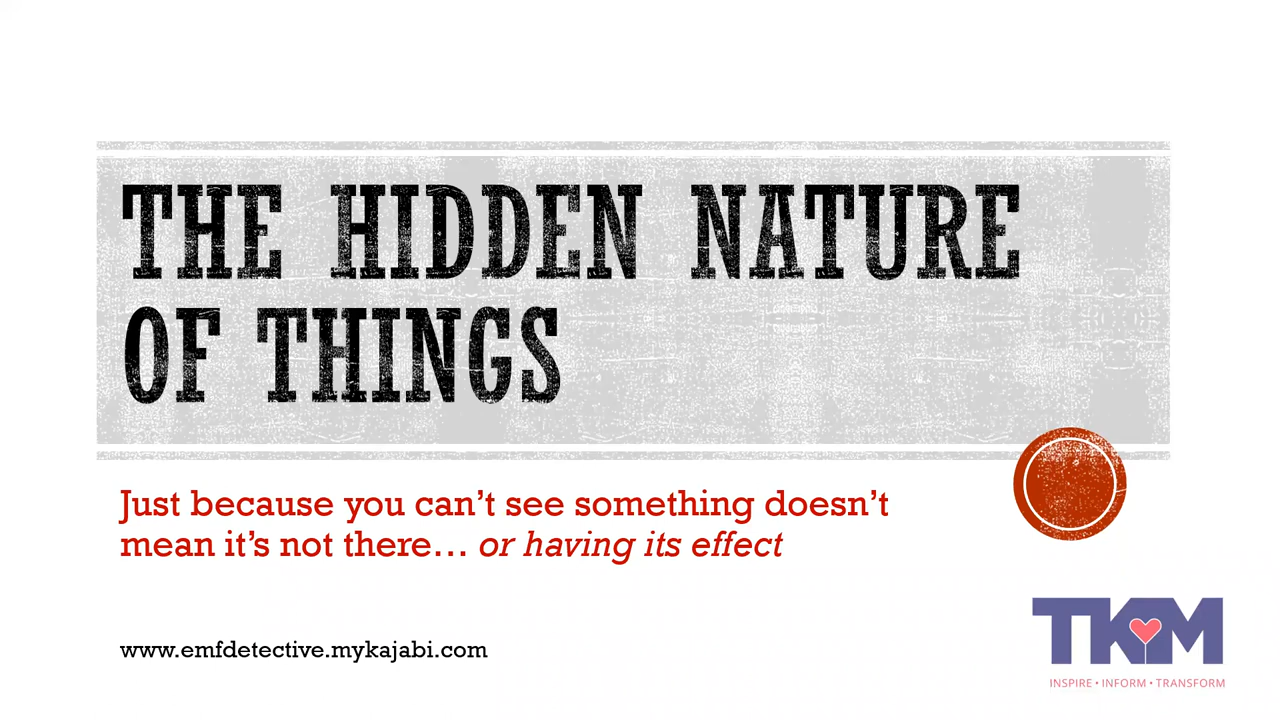 THE HIDDEN NATURE
OF THINGS
Just because you can't see something doesn't
mean it's not there... or having its effect
www.emfdetective.mykajabi.com
TKM
INSPIRE • INFORM • TRANSFORM